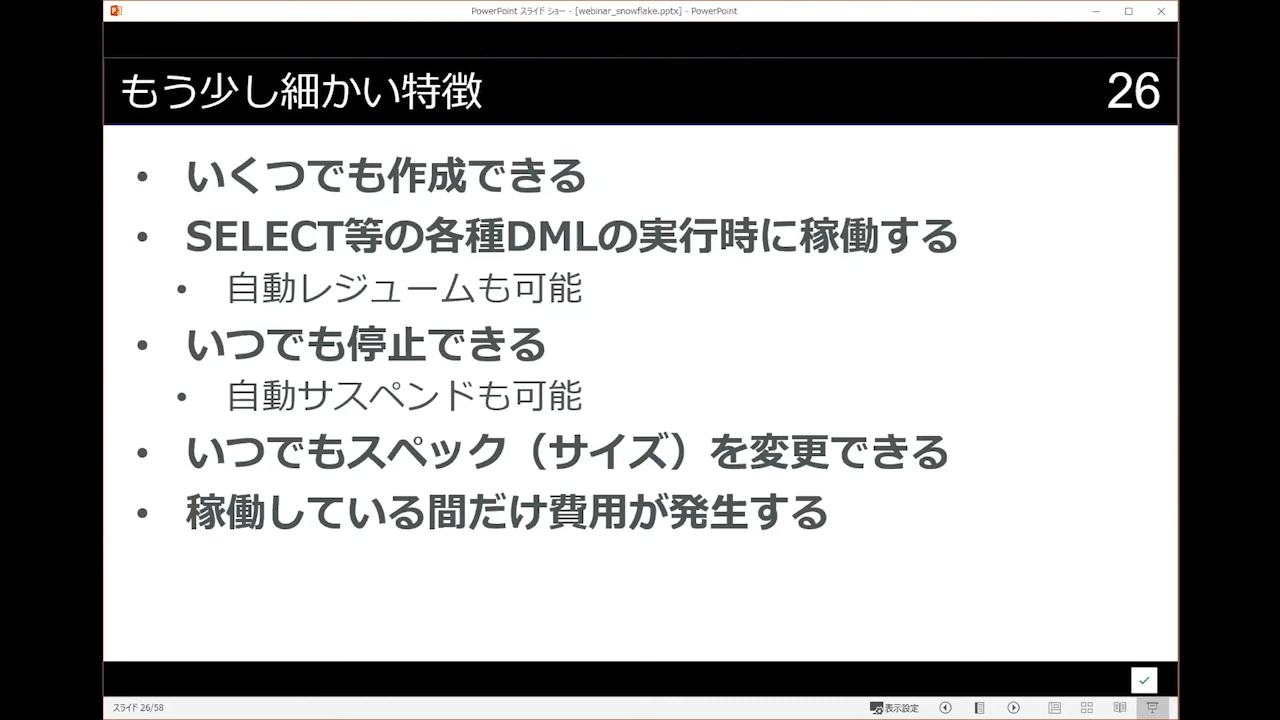 PowerPoint スライド ショー - [webinar_snowflake.pptx] - PowerPoint
もう少し細かい特徴
26
• いくつでも作成できる
• SELECT等の各種DMLの実行時に稼働する
• 自動レジュームも可能
• いつでも停止できる
• 自動サスペンドも可能
• いつでもスペック（サイズ）を変更できる
• 稼働している間だけ費用が発生する
スライド 26/58
表示設定